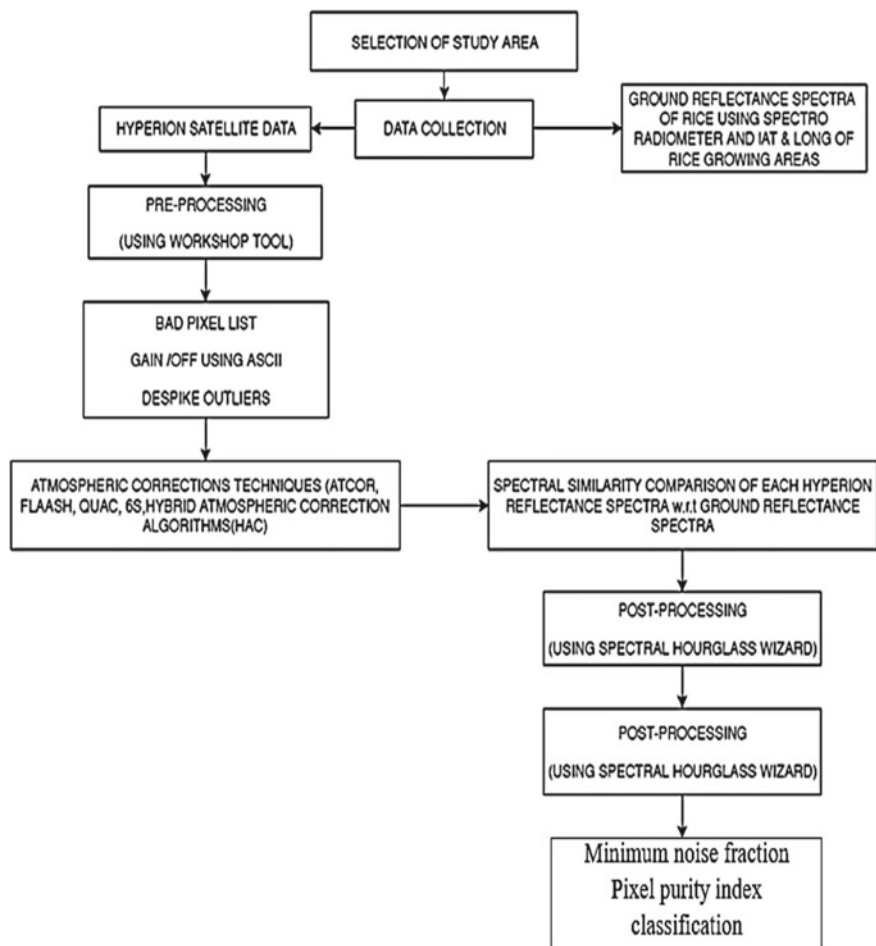 SELECTION OF STUDY AREA
HYPERION SATELLITE DATA
DATA COLLECTION
GROUND REFLECTANCE SPECTRA
OF RICE USING SPECTRO
RADIOMETER AND IAT & LONG OF
RICE GROWING AREAS
PRE-PROCESSING
(USING WORKSHOP TOOL)
BAD PIXEL LIST
GAIN /OFF USING ASCII
DESPIKE OUTLIERS
ATMOSPHERIC CORRECTIONS TECHNIQUES (ATCOR,
FLAASH, QUAC, 6S,HYBRID ATMOSPHERIC CORRECTION
ALGORITHMS(HAC)
SPECTRAL SIMILARITY COMPARISON OF EACH HYPERION
REFLECTANCE SPECTRA w.r.t GROUND REFLECTANCE
SPECTRA
POST-PROCESSING
(USING SPECTRAL HOURGLASS WIZARD)
POST-PROCESSING
(USING SPECTRAL HOURGLASS WIZARD)
Minimum noise fraction
Pixel purity index
classification